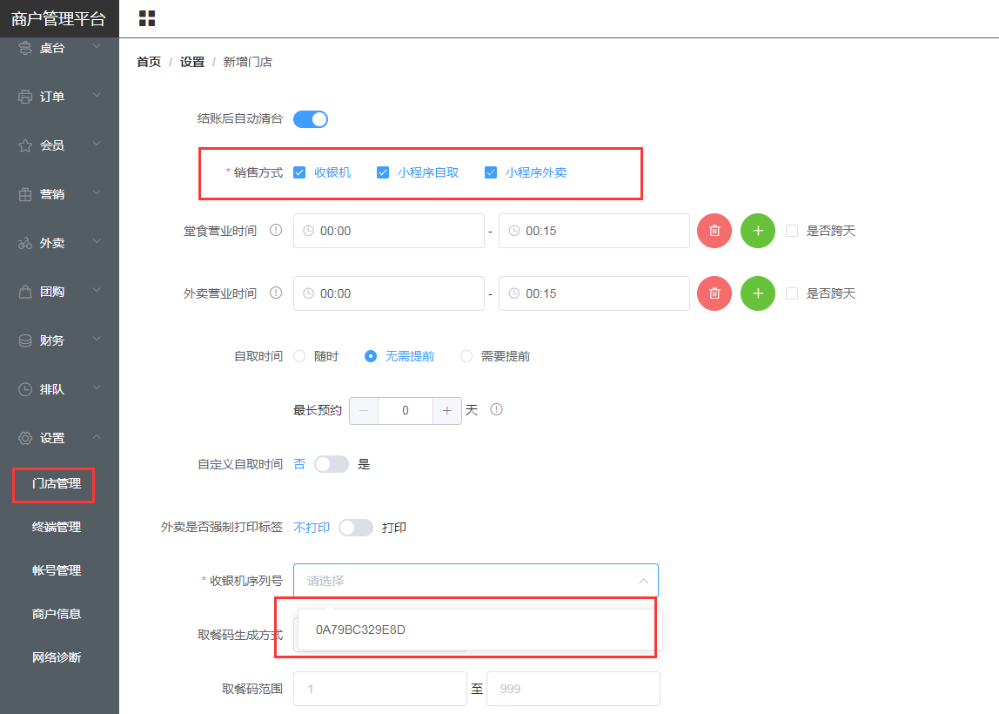 商户管理平台
桌台
订单
会员
营销
外卖
团购
财务
排队
设置
门店管理
终端管理
帐号管理
商户信息
网络诊断
首页 / 设置 / 新增门店
结账后自动清台
* 销售方式 收银机 小程序自取 小程序外卖
堂食营业时间 00:00 - 00:15 是否跨天
外卖营业时间 00:00 - 00:15 是否跨天
自取时间 随时 无需提前 需要提前
最长预约 − 0 + 天
自定义自取时间 否 是
外卖是否强制打印标签 不打印 打印
* 收银机序列号 请选择
0A79BC329E8D
取餐码生成方式
取餐码范围 1 至 999